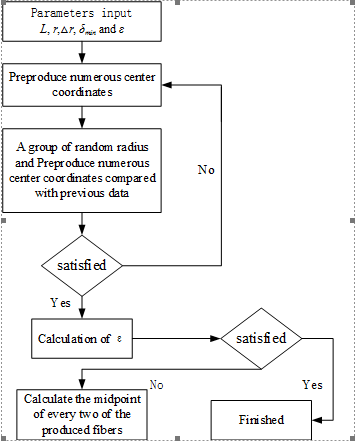 Parameters input
L, r,Δr, δmin and ε
Preproduce numerous center
coordinates
A group of random radius
and Preproduce numerous
center coordinates compared
with previous data
No
satisfied
Yes
Calculation of ε
satisfied
No
Yes
Calculate the midpoint
of every two of the
produced fibers
Finished